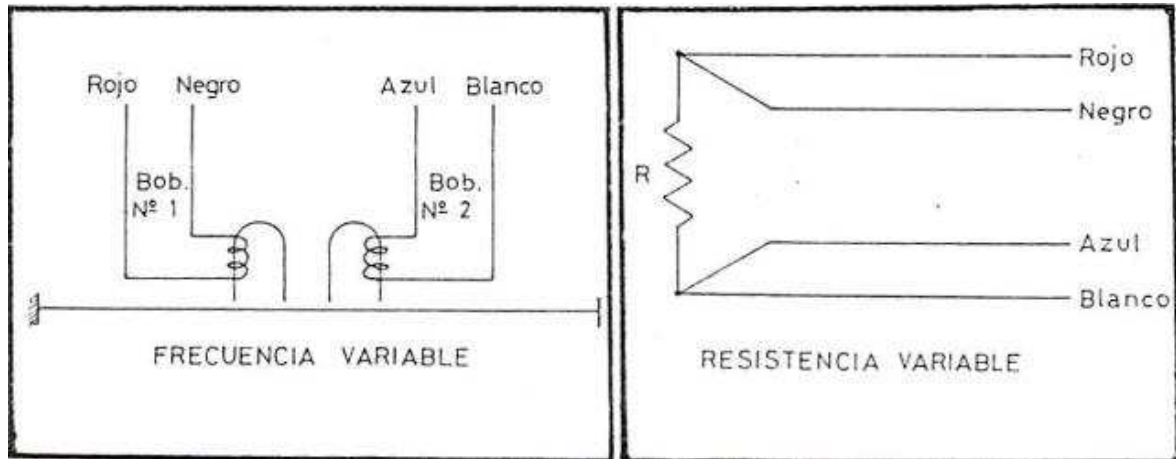 Rojo Negro Azul Blanco
Bob. Bob.
Nº 1 Nº 2
FRECUENCIA VARIABLE
Rojo
Negro
R
Azul
Blanco
RESISTENCIA VARIABLE